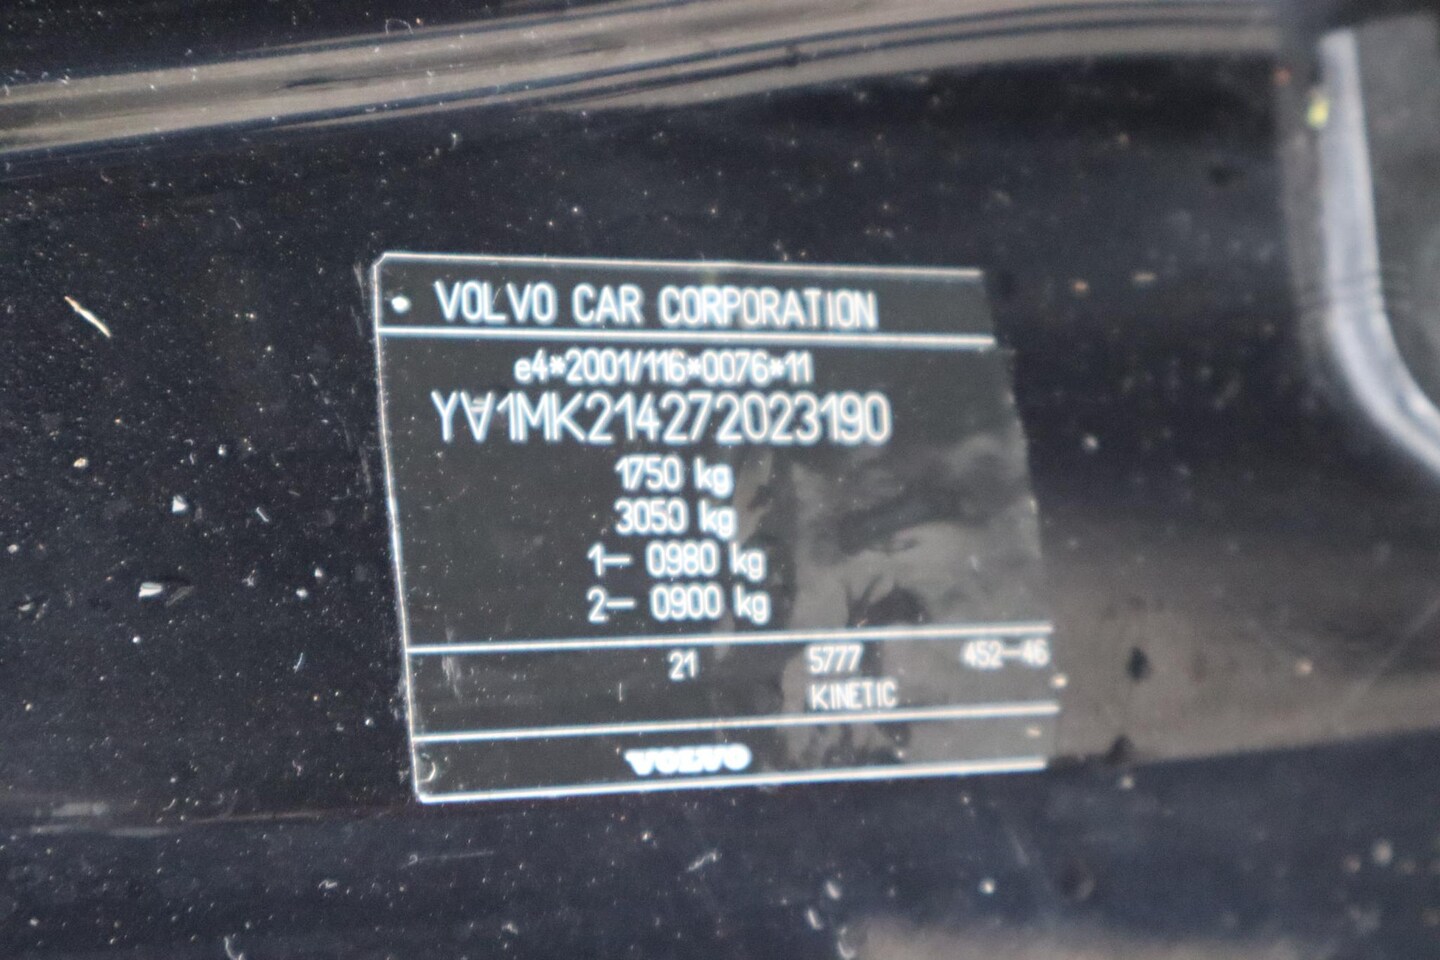 VOLVO CAR CORPORATION
e4*2001/116*0076*11
YV1MK214272023190
1750 kg
3050 kg
1– 0980 kg
2– 0900 kg
21 5777 452–46
KINETIC
VOLVO